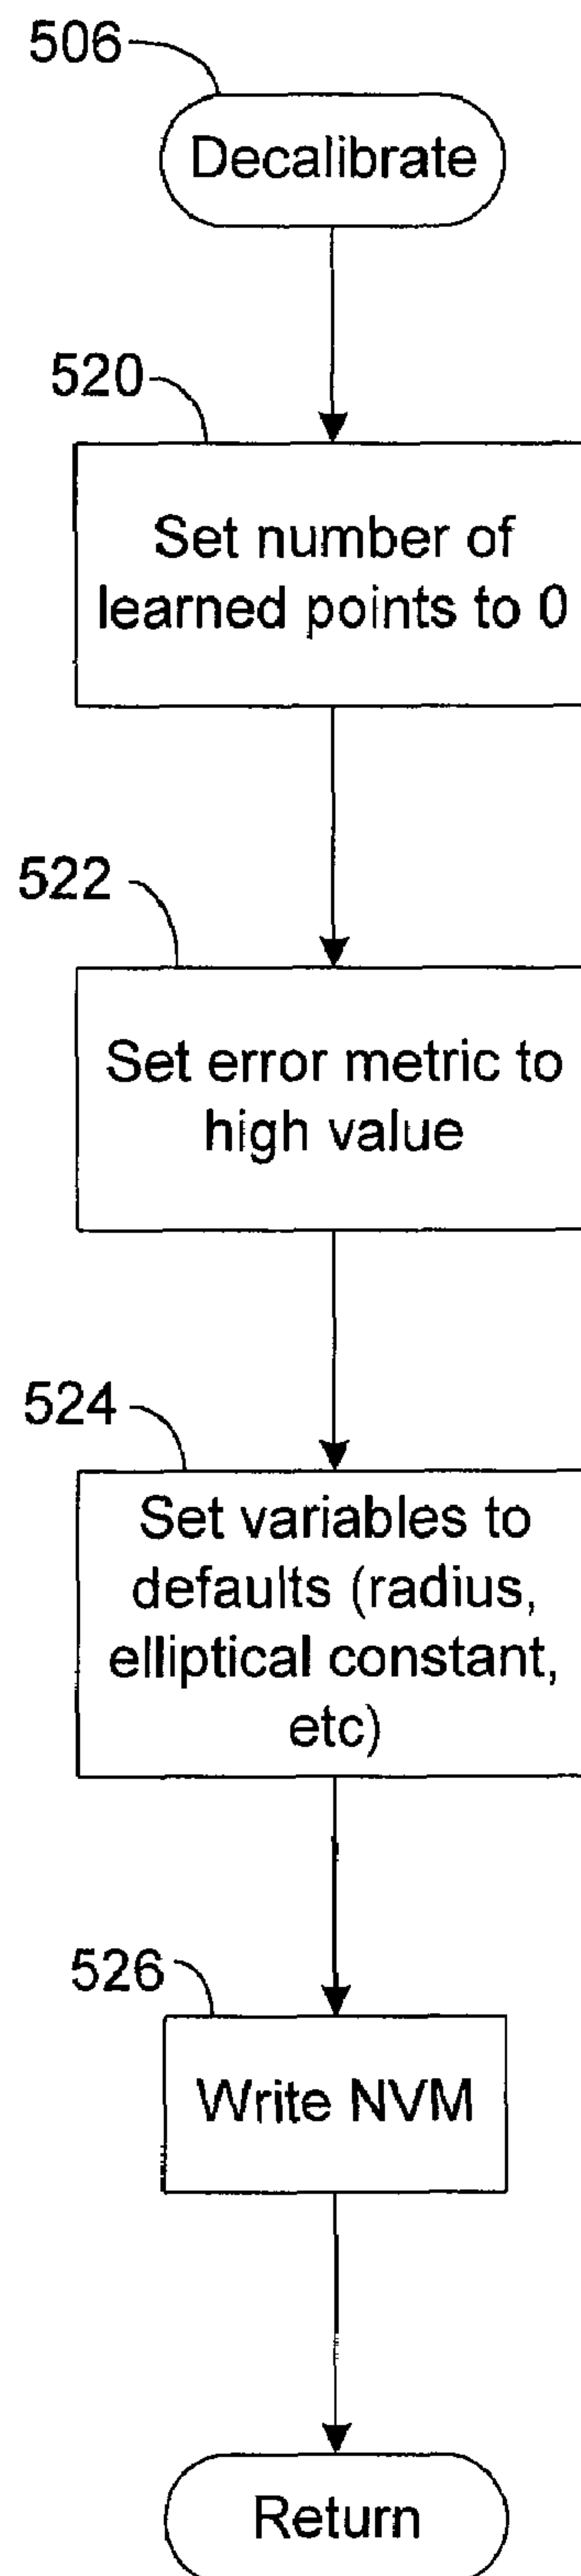 506
Decalibrate
520
Set number of
learned points to 0
522
Set error metric to
high value
524
Set variables to
defaults (radius,
elliptical constant,
etc)
526
Write NVM
Return